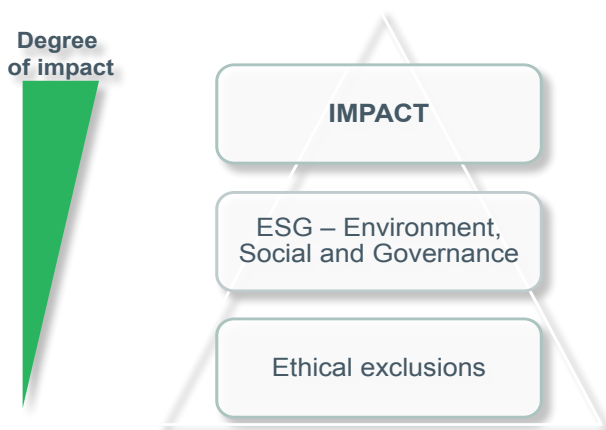 Degree
of impact
IMPACT
ESG – Environment,
Social and Governance
Ethical exclusions